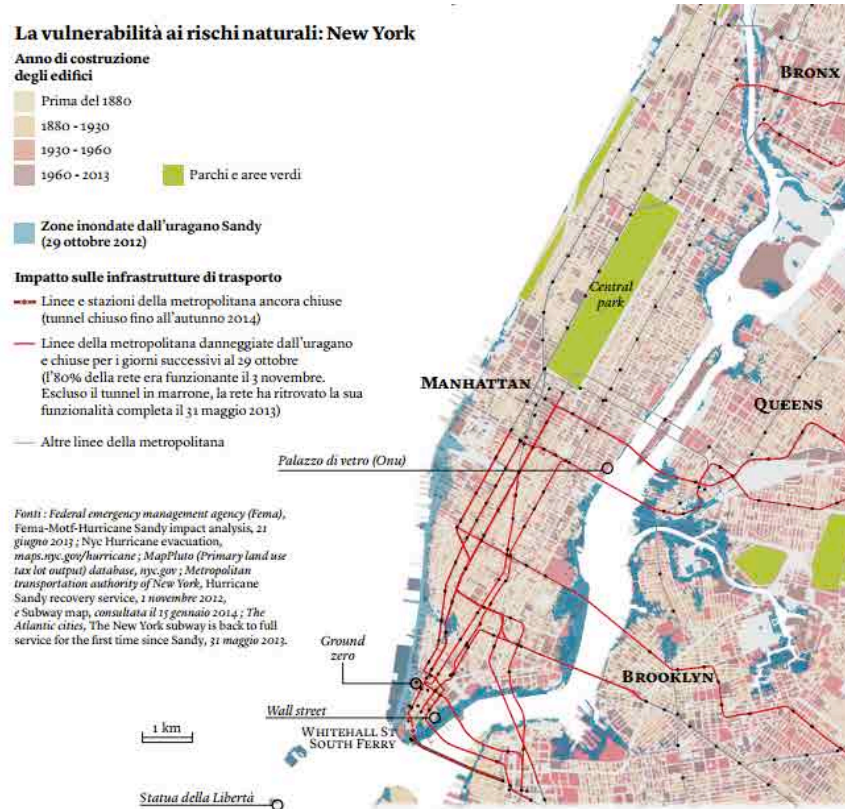 La vulnerabilità ai rischi naturali: New York
Anno di costruzione
degli edifici
Prima del 1880
1880 - 1930
1930 - 1960
1960 - 2013
Parchi e aree verdi
Zone inondate dall'uragano Sandy
(29 ottobre 2012)
Impatto sulle infrastrutture di trasporto
Linee e stazioni della metropolitana ancora chiuse
(tunnel chiuso fino all'autunno 2014)
Linee della metropolitana danneggiate dall'uragano
e chiuse per i giorni successivi al 29 ottobre
(l'80% della rete era funzionante il 3 novembre.
Escluso il tunnel in marrone, la rete ha ritrovato la sua
funzionalità completa il 31 maggio 2013)
Altre linee della metropolitana
Fonti : Federal emergency management agency (Fema),
Fema-Motf-Hurricane Sandy impact analysis, 21
giugno 2013 ; Nyc Hurricane evacuation,
maps.nyc.gov/hurricane ; MapPluto (Primary land use
tax lot output) database, nyc.gov ; Metropolitan
transportation authority of New York, Hurricane
Sandy recovery service, 1 novembre 2012,
e Subway map, consultata il 15 gennaio 2014 ; The
Atlantic cities, The New York subway is back to full
service for the first time since Sandy, 31 maggio 2013.
1 km
BRONX
Central
park
MANHATTAN
QUEENS
Palazzo di vetro (Onu)
BROOKLYN
Ground
zero
Wall street
WHITEHALL ST
SOUTH FERRY
Statua della Libertà